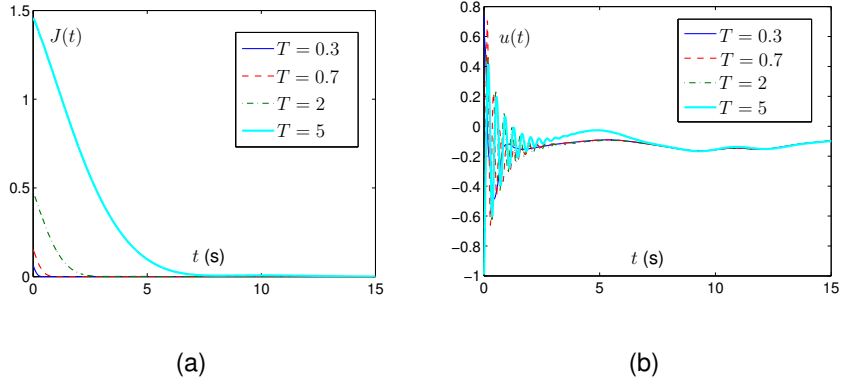 1.5
1
0.5
0
0
5
10
15
J(t)
T = 0.3
T = 0.7
T = 2
T = 5
t (s)
(a)
0.8
0.6
0.4
0.2
0
−0.2
−0.4
−0.6
−0.8
−1
0
5
10
15
u(t)
T = 0.3
T = 0.7
T = 2
T = 5
t (s)
(b)